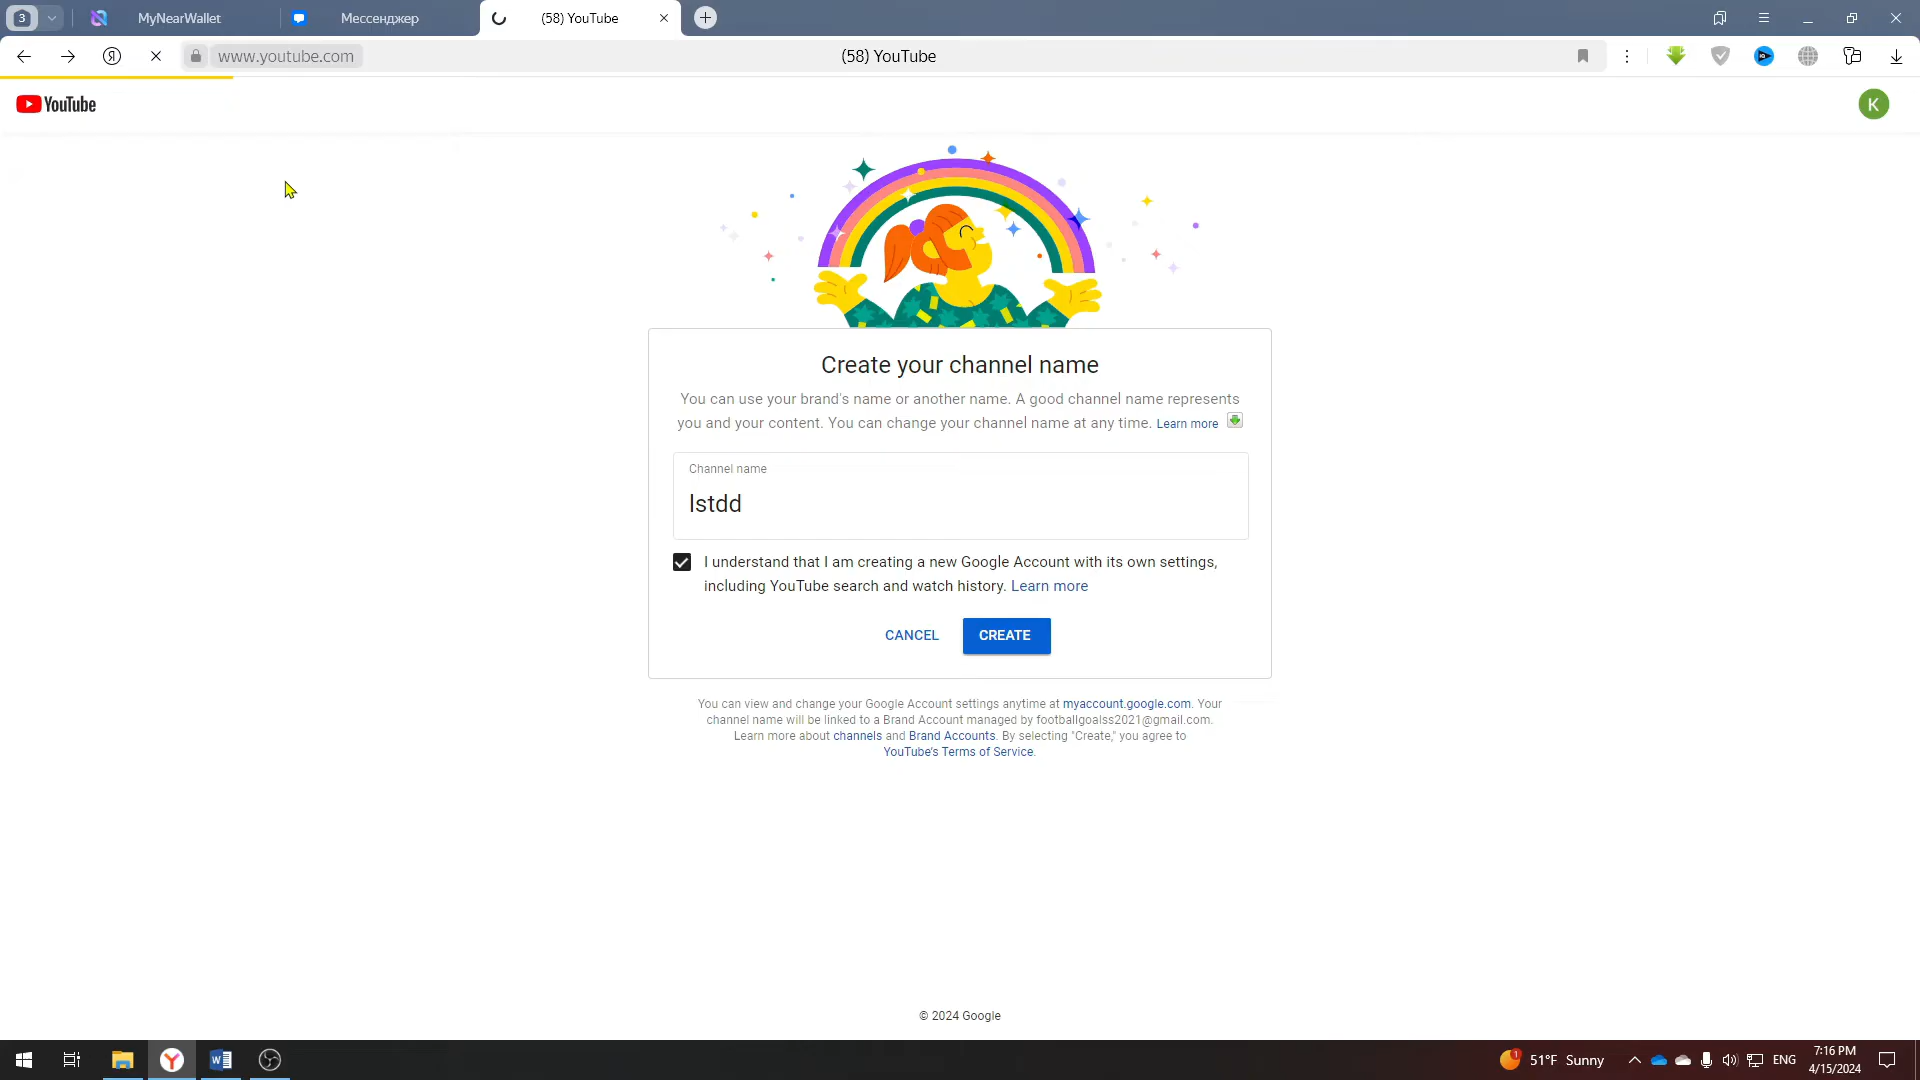 3
MyNearWallet
Мессенджер
(58) YouTube
www.youtube.com
(58) YouTube
YouTube
K
Create your channel name
You can use your brand's name or another name. A good channel name represents
you and your content. You can change your channel name at any time. Learn more
Channel name
lstdd
I understand that I am creating a new Google Account with its own settings,
including YouTube search and watch history. Learn more
CANCEL
CREATE
You can view and change your Google Account settings anytime at myaccount.google.com. Your
channel name will be linked to a Brand Account managed by footballgoalss2021@gmail.com.
Learn more about channels and Brand Accounts. By selecting "Create," you agree to
YouTube's Terms of Service.
© 2024 Google
1
51°F Sunny
ENG
7:16 PM
4/15/2024